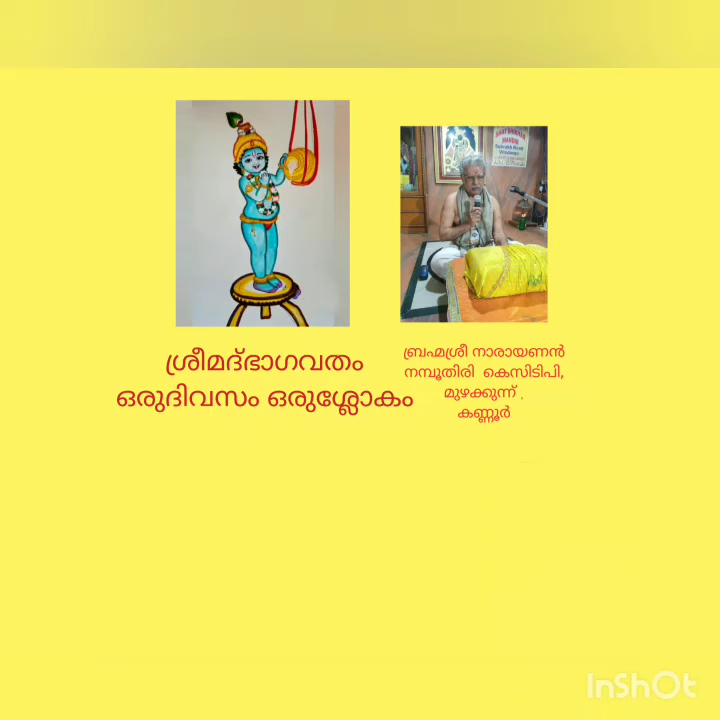 ശ്രീമദ്ഭാഗവതം
ഒരുദിവസം ഒരുശ്ലോകം
ബ്രഹ്മശ്രീ നാരായണൻ
നമ്പൂതിരി കെസിടിപി,
മുഴക്കുന്ന് .
കണ്ണൂർ
InShOt